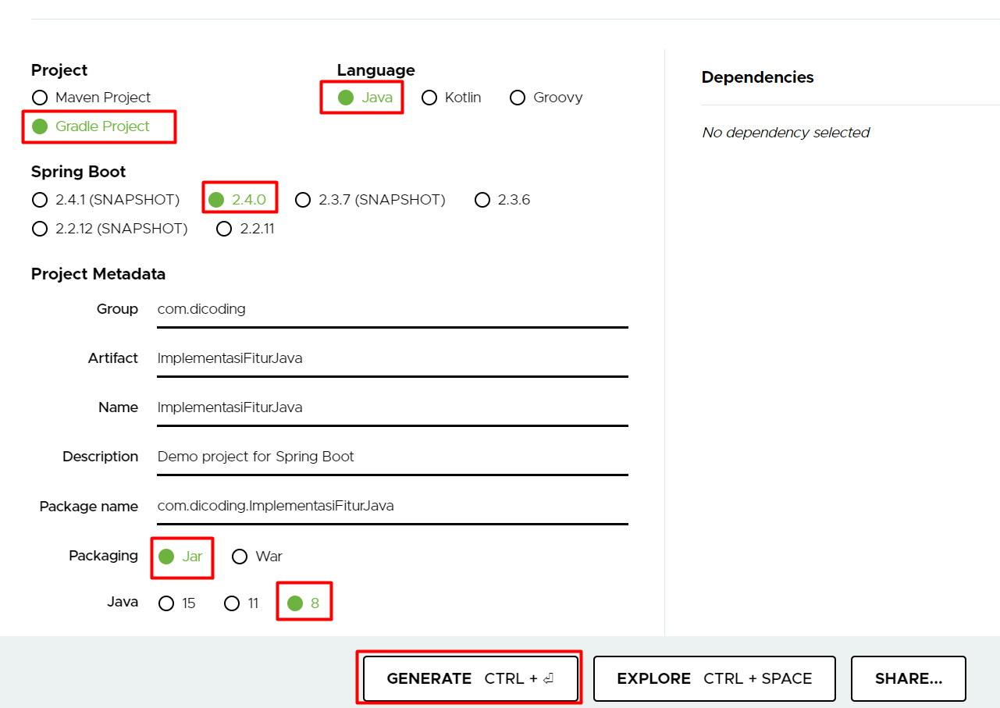 Project
Maven Project
Gradle Project
Language
Java Kotlin Groovy
Spring Boot
2.4.1 (SNAPSHOT) 2.4.0 2.3.7 (SNAPSHOT) 2.3.6
2.2.12 (SNAPSHOT) 2.2.11
Project Metadata
Group com.dicoding
Artifact ImplementasiFiturJava
Name ImplementasiFiturJava
Description Demo project for Spring Boot
Package name com.dicoding.ImplementasiFiturJava
Packaging Jar War
Java 15 11 8
Dependencies
No dependency selected
GENERATE CTRL + ⏎ EXPLORE CTRL + SPACE SHARE...